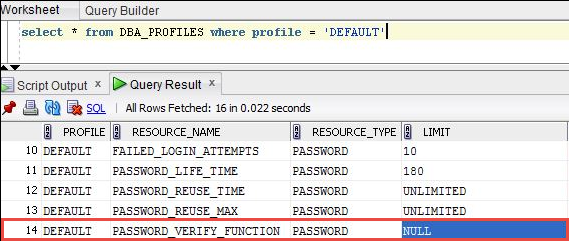 Worksheet Query Builder
select * from DBA_PROFILES where profile = 'DEFAULT'
Script Output x Query Result x
SQL | All Rows Fetched: 16 in 0.022 seconds
PROFILE RESOURCE_NAME RESOURCE_TYPE LIMIT
10 DEFAULT FAILED_LOGIN_ATTEMPTS PASSWORD 10
11 DEFAULT PASSWORD_LIFE_TIME PASSWORD 180
12 DEFAULT PASSWORD_REUSE_TIME PASSWORD UNLIMITED
13 DEFAULT PASSWORD_REUSE_MAX PASSWORD UNLIMITED
14 DEFAULT PASSWORD_VERIFY_FUNCTION PASSWORD NULL